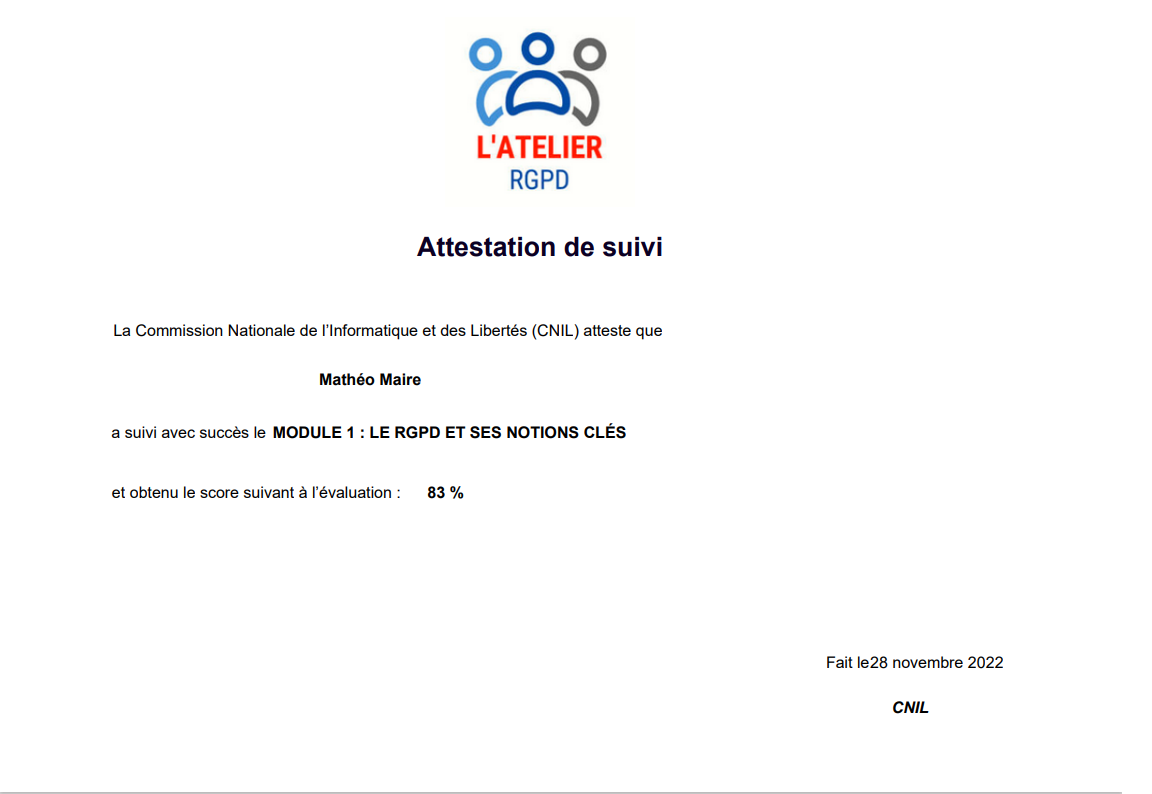 L'ATELIER
RGPD
Attestation de suivi
La Commission Nationale de l’Informatique et des Libertés (CNIL) atteste que
Mathéo Maire
a suivi avec succès le MODULE 1 : LE RGPD ET SES NOTIONS CLÉS
et obtenu le score suivant à l’évaluation : 83 %
Fait le28 novembre 2022
CNIL